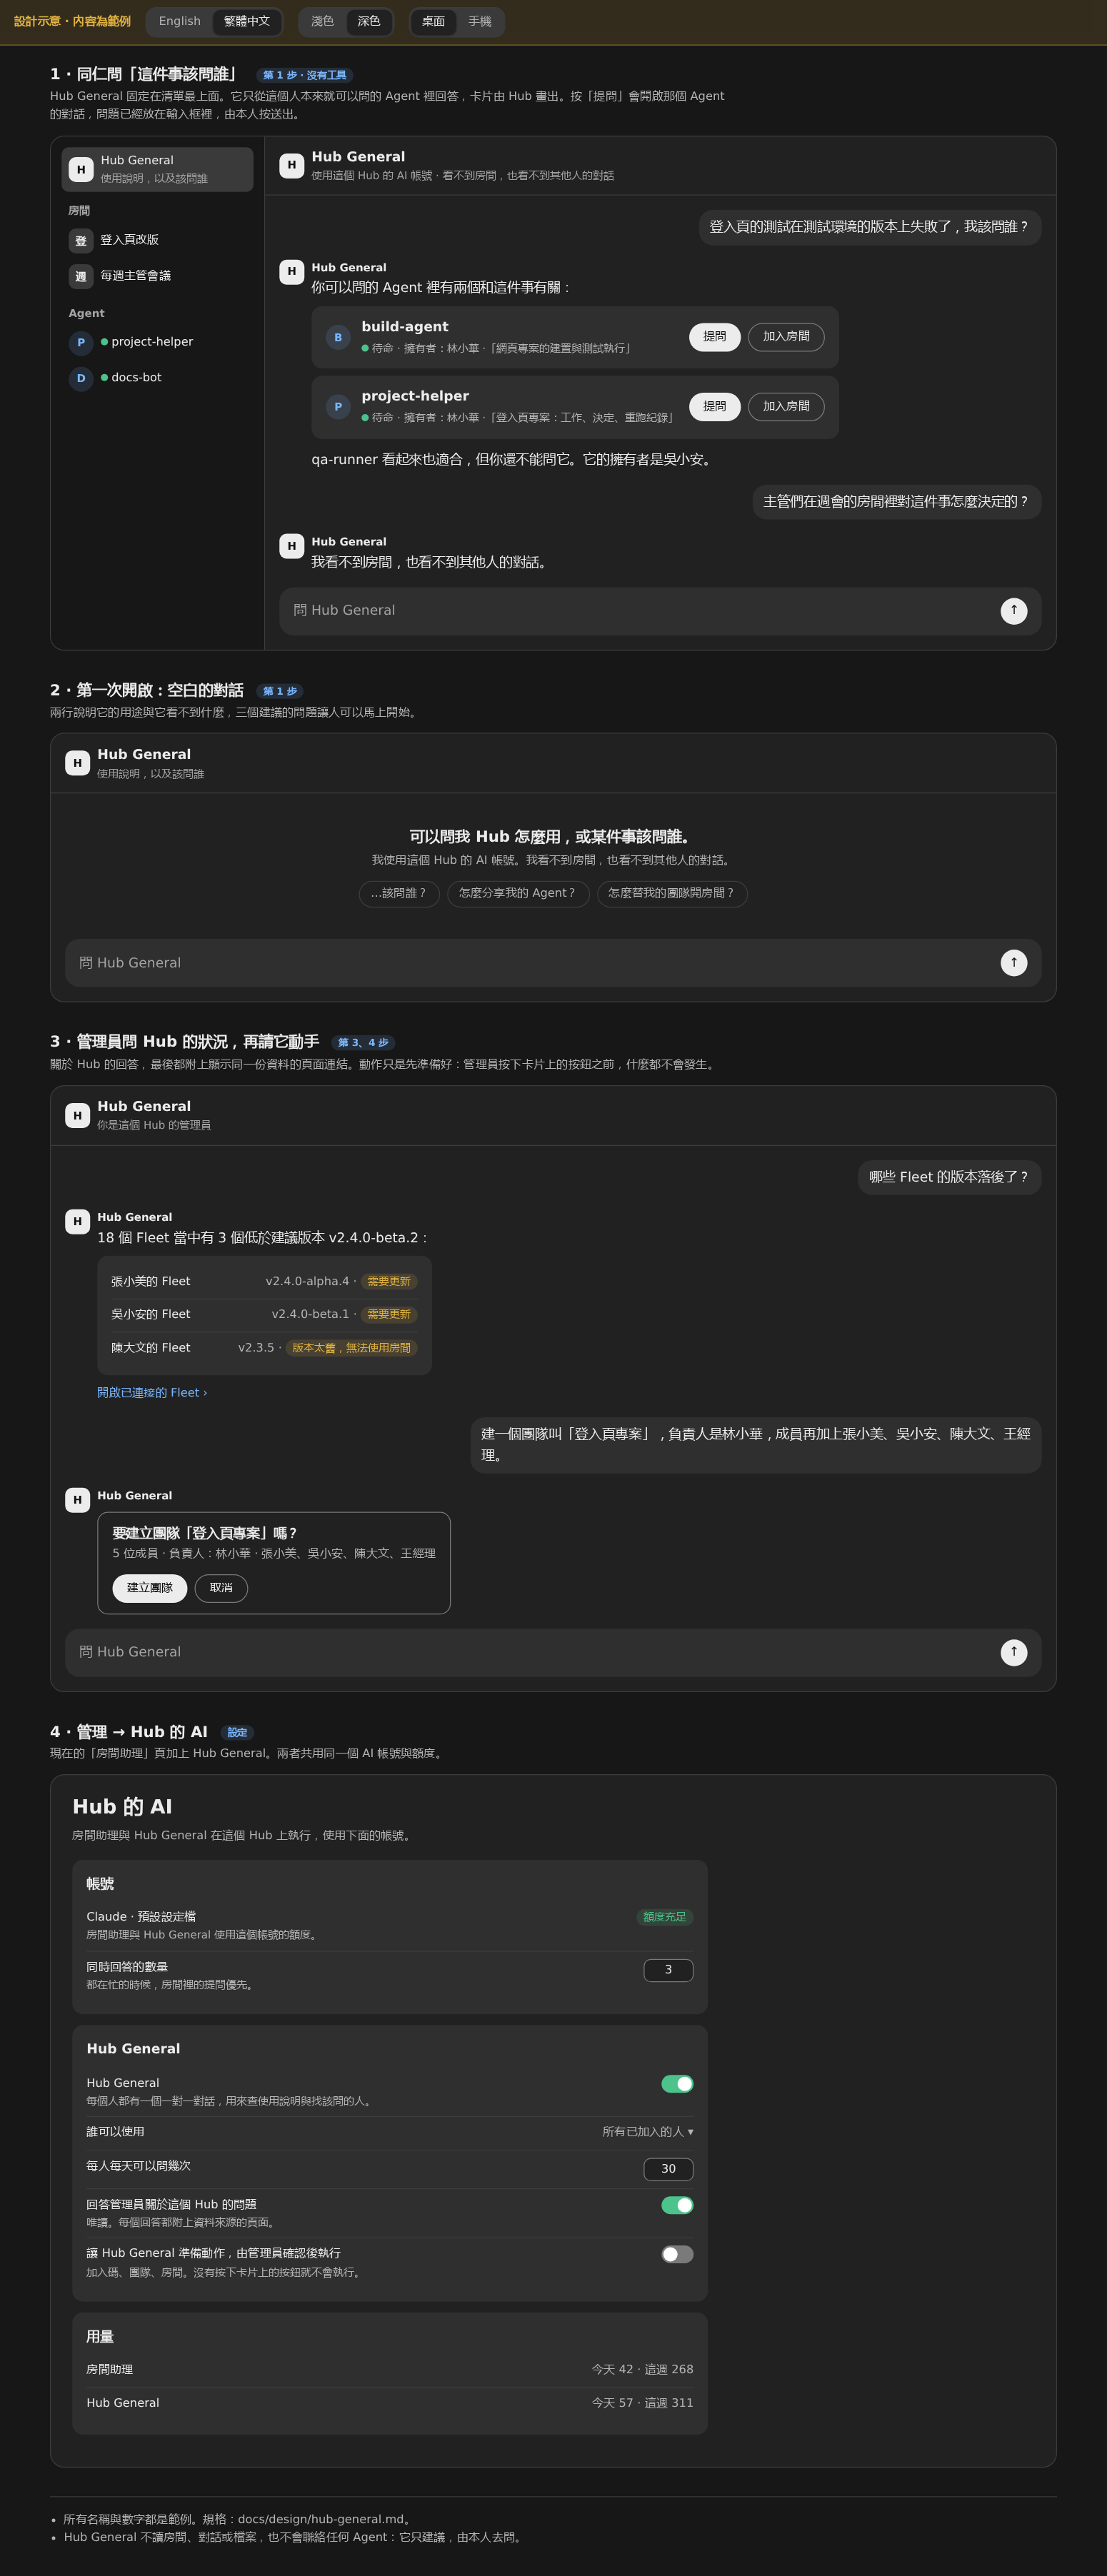 設計示意・內容為範例
English
繁體中文
淺色
深色
桌面
手機
1・同仁問「這件事該問誰」
第 1 步・沒有工具
Hub General 固定在清單最上面。它只從這個人本來就可以問的 Agent 裡回答，卡片由 Hub 畫出。按「提問」會開啟那個 Agent
的對話，問題已經放在輸入框裡，由本人按送出。
H
Hub General
使用說明，以及該問誰
房間
登
登入頁改版
週
每週主管會議
Agent
P
project-helper
D
docs-bot
H
Hub General
使用這個 Hub 的 AI 帳號・看不到房間，也看不到其他人的對話
登入頁的測試在測試環境的版本上失敗了，我該問誰？
H
Hub General
你可以問的 Agent 裡有兩個和這件事有關：
B
build-agent
待命・擁有者：林小華・「網頁專案的建置與測試執行」
提問
加入房間
P
project-helper
待命・擁有者：林小華・「登入頁專案：工作、決定、重跑紀錄」
提問
加入房間
qa-runner 看起來也適合，但你還不能問它。它的擁有者是吳小安。
主管們在週會的房間裡對這件事怎麼決定的？
H
Hub General
我看不到房間，也看不到其他人的對話。
問 Hub General
↑
2・第一次開啟：空白的對話
第 1 步
兩行說明它的用途與它看不到什麼，三個建議的問題讓人可以馬上開始。
H
Hub General
使用說明，以及該問誰
可以問我 Hub 怎麼用，或某件事該問誰。
我使用這個 Hub 的 AI 帳號。我看不到房間，也看不到其他人的對話。
…該問誰？
怎麼分享我的 Agent？
怎麼替我的團隊開房間？
問 Hub General
↑
3・管理員問 Hub 的狀況，再請它動手
第 3、4 步
關於 Hub 的回答，最後都附上顯示同一份資料的頁面連結。動作只是先準備好：管理員按下卡片上的按鈕之前，什麼都不會發生。
H
Hub General
你是這個 Hub 的管理員
哪些 Fleet 的版本落後了？
H
Hub General
18 個 Fleet 當中有 3 個低於建議版本 v2.4.0-beta.2：
張小美的 Fleet
v2.4.0-alpha.4・
需要更新
吳小安的 Fleet
v2.4.0-beta.1・
需要更新
陳大文的 Fleet
v2.3.5・
版本太舊，無法使用房間
開啟已連接的 Fleet ›
建一個團隊叫「登入頁專案」，負責人是林小華，成員再加上張小美、吳小安、陳大文、王經
理。
H
Hub General
要建立團隊「登入頁專案」嗎？
5 位成員・負責人：林小華・張小美、吳小安、陳大文、王經理
建立團隊
取消
問 Hub General
↑
4・管理 → Hub 的 AI
設定
現在的「房間助理」頁加上 Hub General。兩者共用同一個 AI 帳號與額度。
Hub 的 AI
房間助理與 Hub General 在這個 Hub 上執行，使用下面的帳號。
帳號
Claude・預設設定檔
額度充足
房間助理與 Hub General 使用這個帳號的額度。
同時回答的數量
3
都在忙的時候，房間裡的提問優先。
Hub General
Hub General
每個人都有一個一對一對話，用來查使用說明與找該問的人。
誰可以使用
所有已加入的人 ▾
每人每天可以問幾次
30
回答管理員關於這個 Hub 的問題
唯讀。每個回答都附上資料來源的頁面。
讓 Hub General 準備動作，由管理員確認後執行
加入碼、團隊、房間。沒有按下卡片上的按鈕就不會執行。
用量
房間助理
今天 42・這週 268
Hub General
今天 57・這週 311
• 所有名稱與數字都是範例。規格：docs/design/hub-general.md。
• Hub General 不讀房間、對話或檔案，也不會聯絡任何 Agent：它只建議，由本人去問。